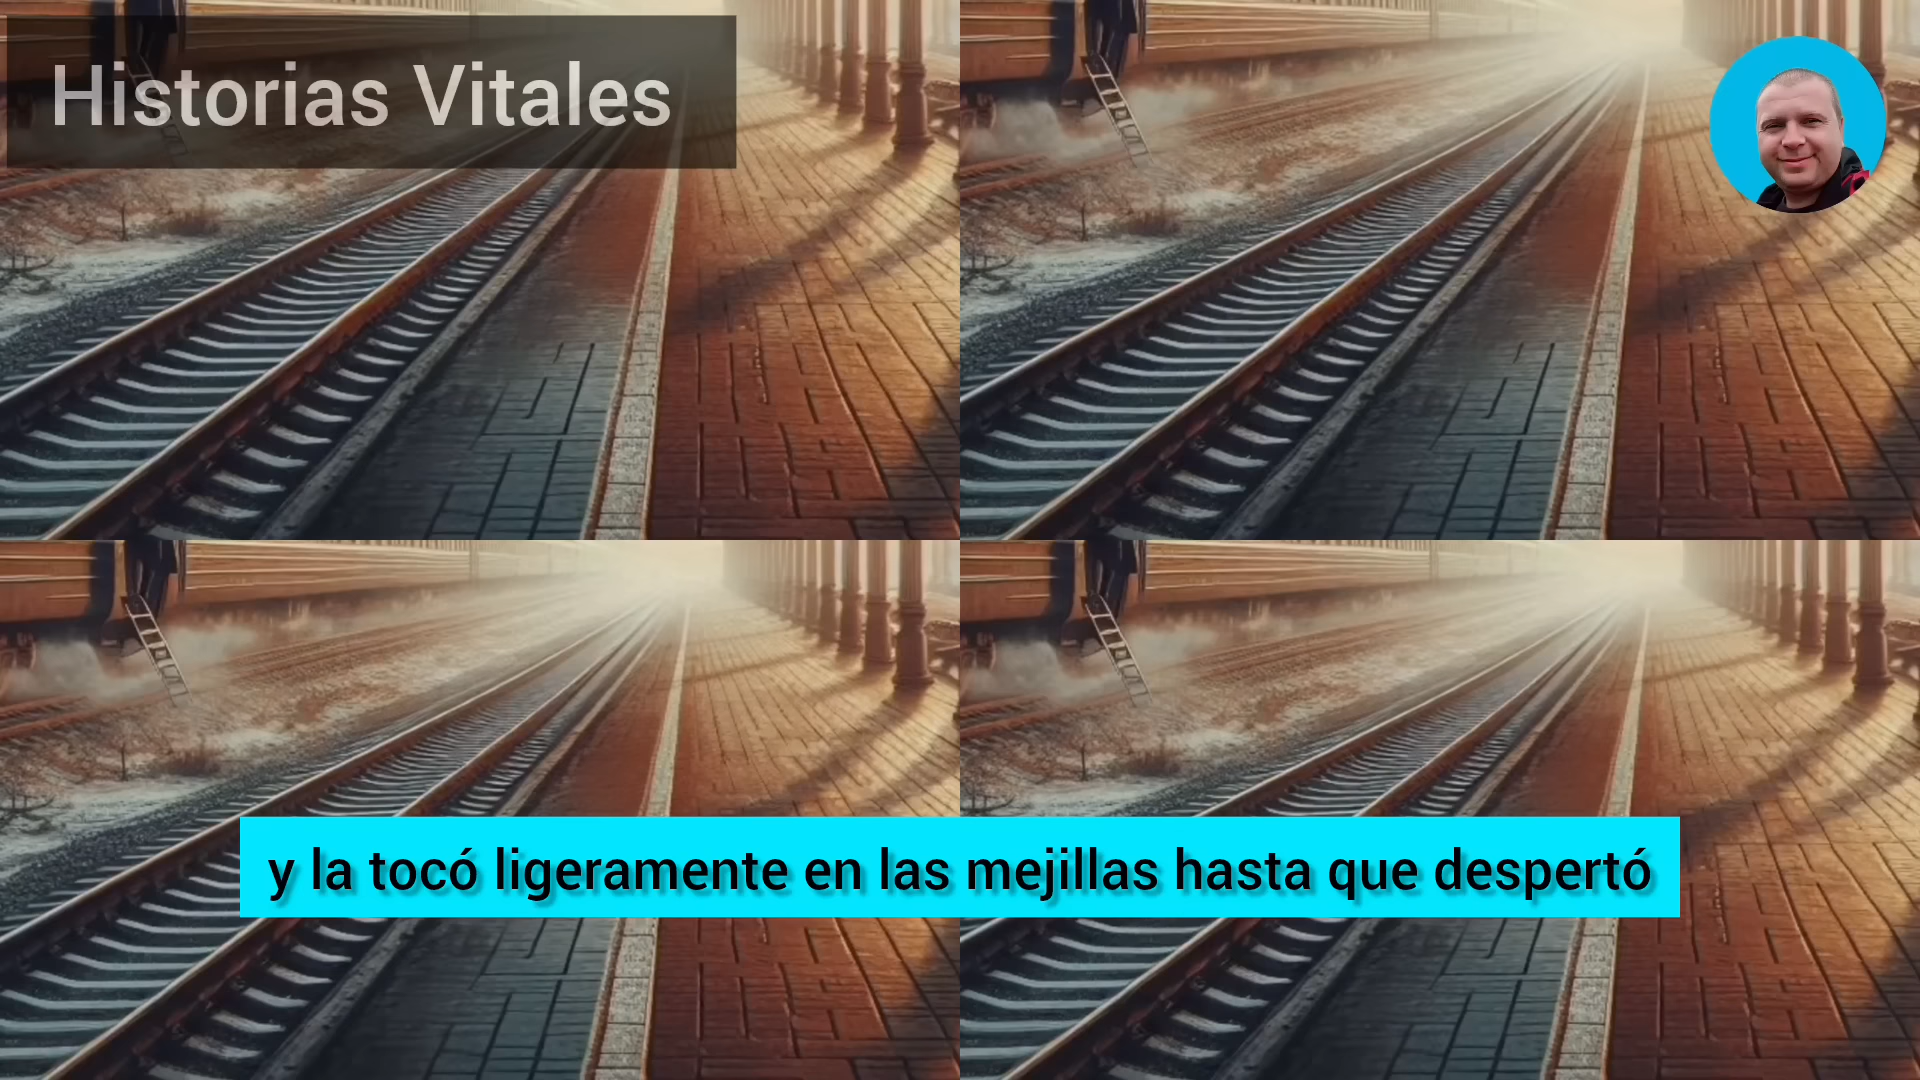 Historias Vitales
y la tocó ligeramente en las mejillas hasta que despertó